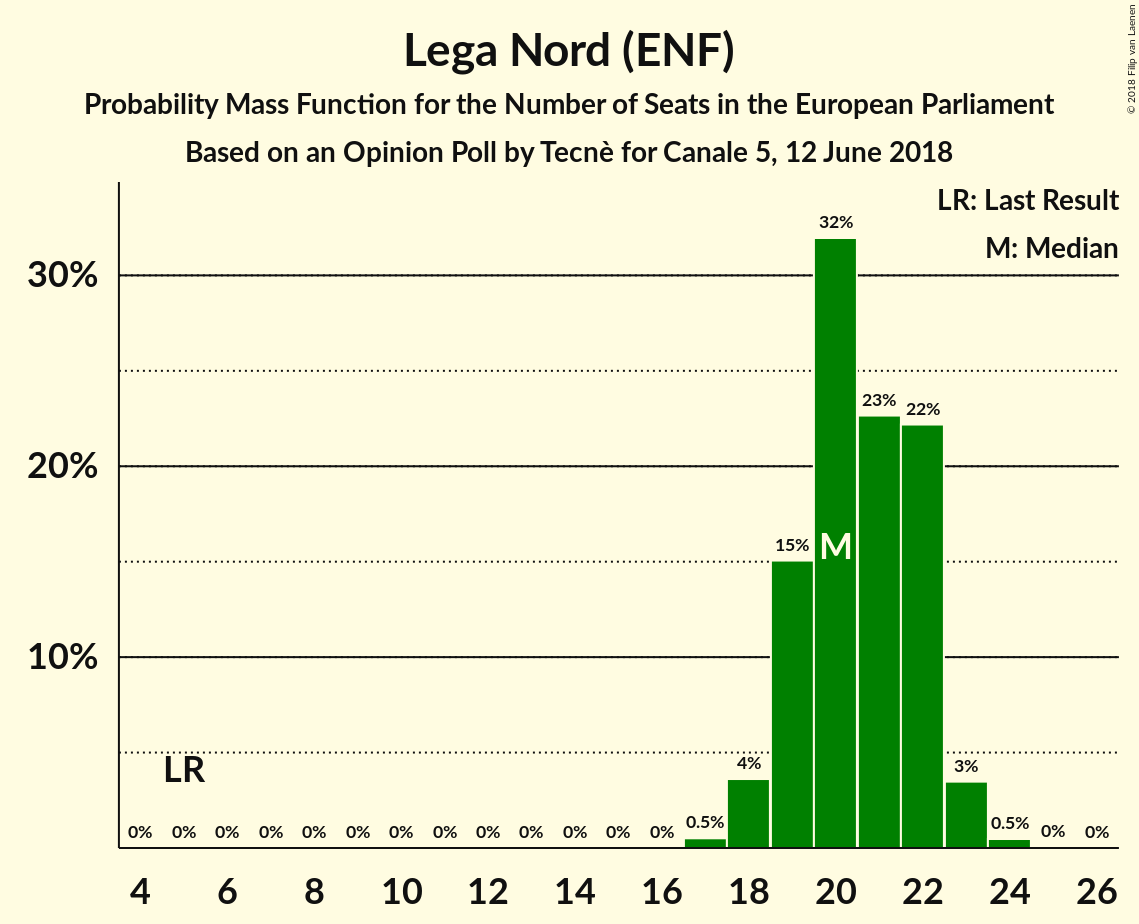 Lega Nord (ENF)
Probability Mass Function for the Number of Seats in the European Parliament
Based on an Opinion Poll by Tecnè for Canale 5, 12 June 2018
© 2018 Filip van Laenen
LR: Last Result
M: Median
30%
20%
10%
32%
23%
22%
15%
M
4%
3%
LR
0% 0% 0% 0% 0% 0% 0% 0% 0% 0% 0% 0% 0% 0.5% 0.5% 0% 0%
4 6 8 10 12 14 16 18 20 22 24 26